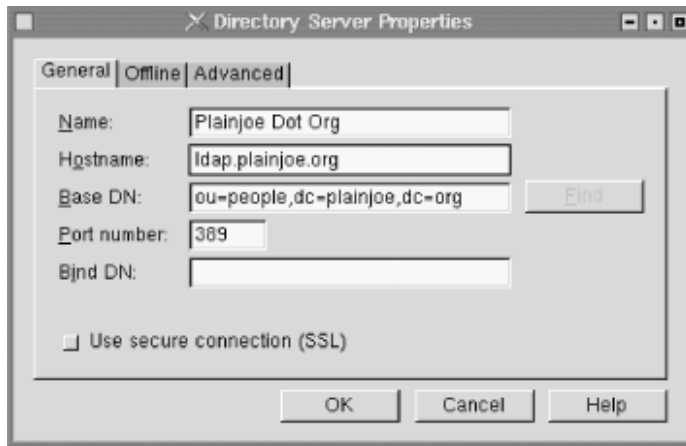 Directory Server Properties
General Offline Advanced
Name: Plainjoe Dot Org
Hostname: ldap.plainjoe.org
Base DN: ou=people,dc=plainjoe,dc=org Find
Port number: 389
Bind DN:
Use secure connection (SSL)
OK Cancel Help